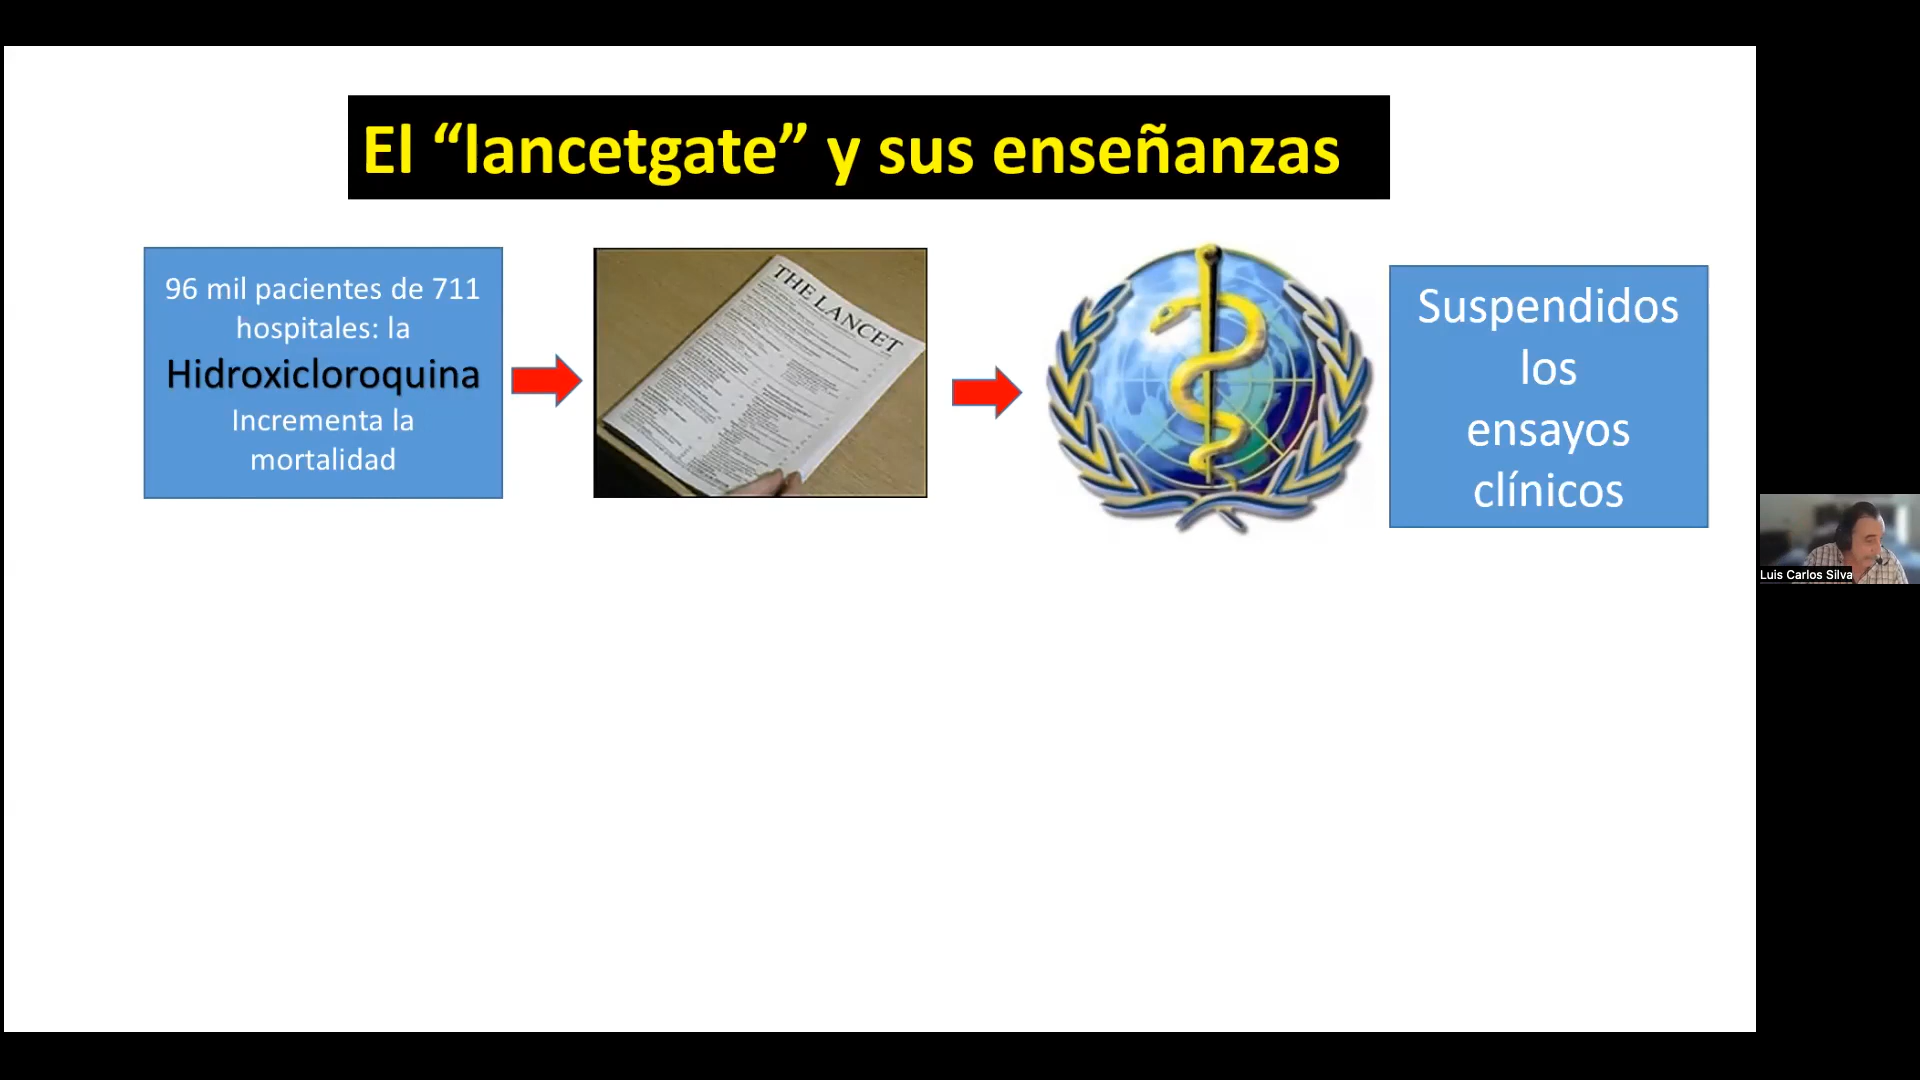 El “lancetgate” y sus enseñanzas
96 mil pacientes de 711
hospitales: la
Hidroxicloroquina
Incrementa la
mortalidad
THE LANCET
Suspendidos
los
ensayos
clínicos
Luis Carlos Silva